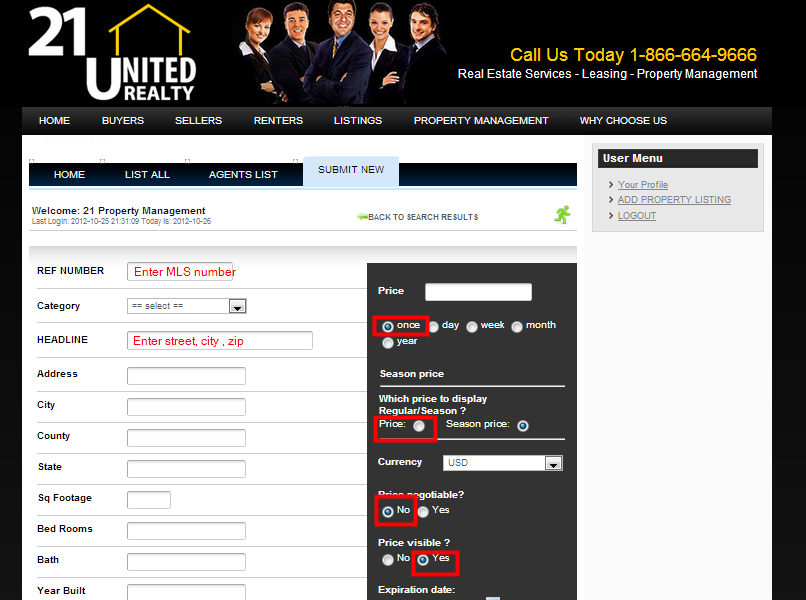 21
UNITED
REALTY
Call Us Today 1-866-664-9666
Real Estate Services - Leasing - Property Management
HOME BUYERS SELLERS RENTERS LISTINGS PROPERTY MANAGEMENT WHY CHOOSE US
HOME LIST ALL AGENTS LIST SUBMIT NEW
User Menu
Your Profile
ADD PROPERTY LISTING
LOGOUT
Welcome: 21 Property Management
Last Login: 2012-10-25 21:31:09 Today is: 2012-10-26
BACK TO SEARCH RESULTS
REF NUMBER Enter MLS number
Category == select ==
HEADLINE Enter street, city , zip
Address
City
County
State
Sq Footage
Bed Rooms
Bath
Year Built
Price
once day week month
year
Season price
Which price to display
Regular/Season ?
Price: Season price:
Currency USD
Price negotiable?
No Yes
Price visible ?
No Yes
Expiration date: